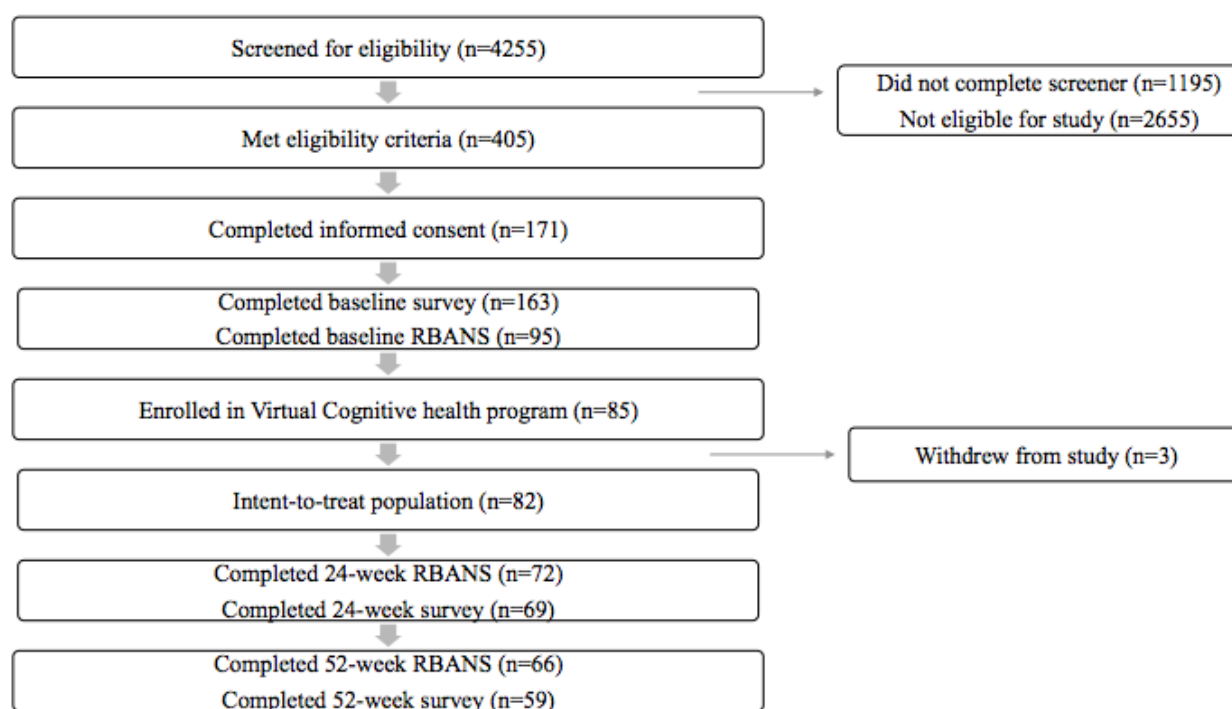 Screened for eligibility (n=4255)
Did not complete screener (n=1195)
Not eligible for study (n=2655)
Met eligibility criteria (n=405)
Completed informed consent (n=171)
Completed baseline survey (n=163)
Completed baseline RBANS (n=95)
Enrolled in Virtual Cognitive health program (n=85)
Withdrew from study (n=3)
Intent-to-treat population (n=82)
Completed 24-week RBANS (n=72)
Completed 24-week survey (n=69)
Completed 52-week RBANS (n=66)
Completed 52-week survey (n=59)